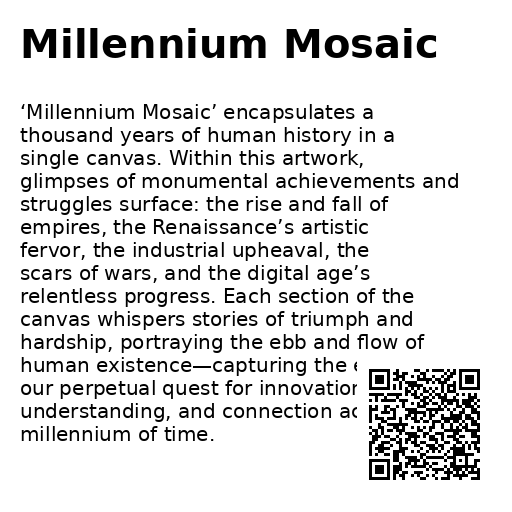 Millennium Mosaic
‘Millennium Mosaic’ encapsulates a
thousand years of human history in a
single canvas. Within this artwork,
glimpses of monumental achievements and
struggles surface: the rise and fall of
empires, the Renaissance’s artistic
fervor, the industrial upheaval, the
scars of wars, and the digital age’s
relentless progress. Each section of the
canvas whispers stories of triumph and
hardship, portraying the ebb and flow of
human existence—capturing the
our perpetual quest for
understanding, and connection
millennium of time.